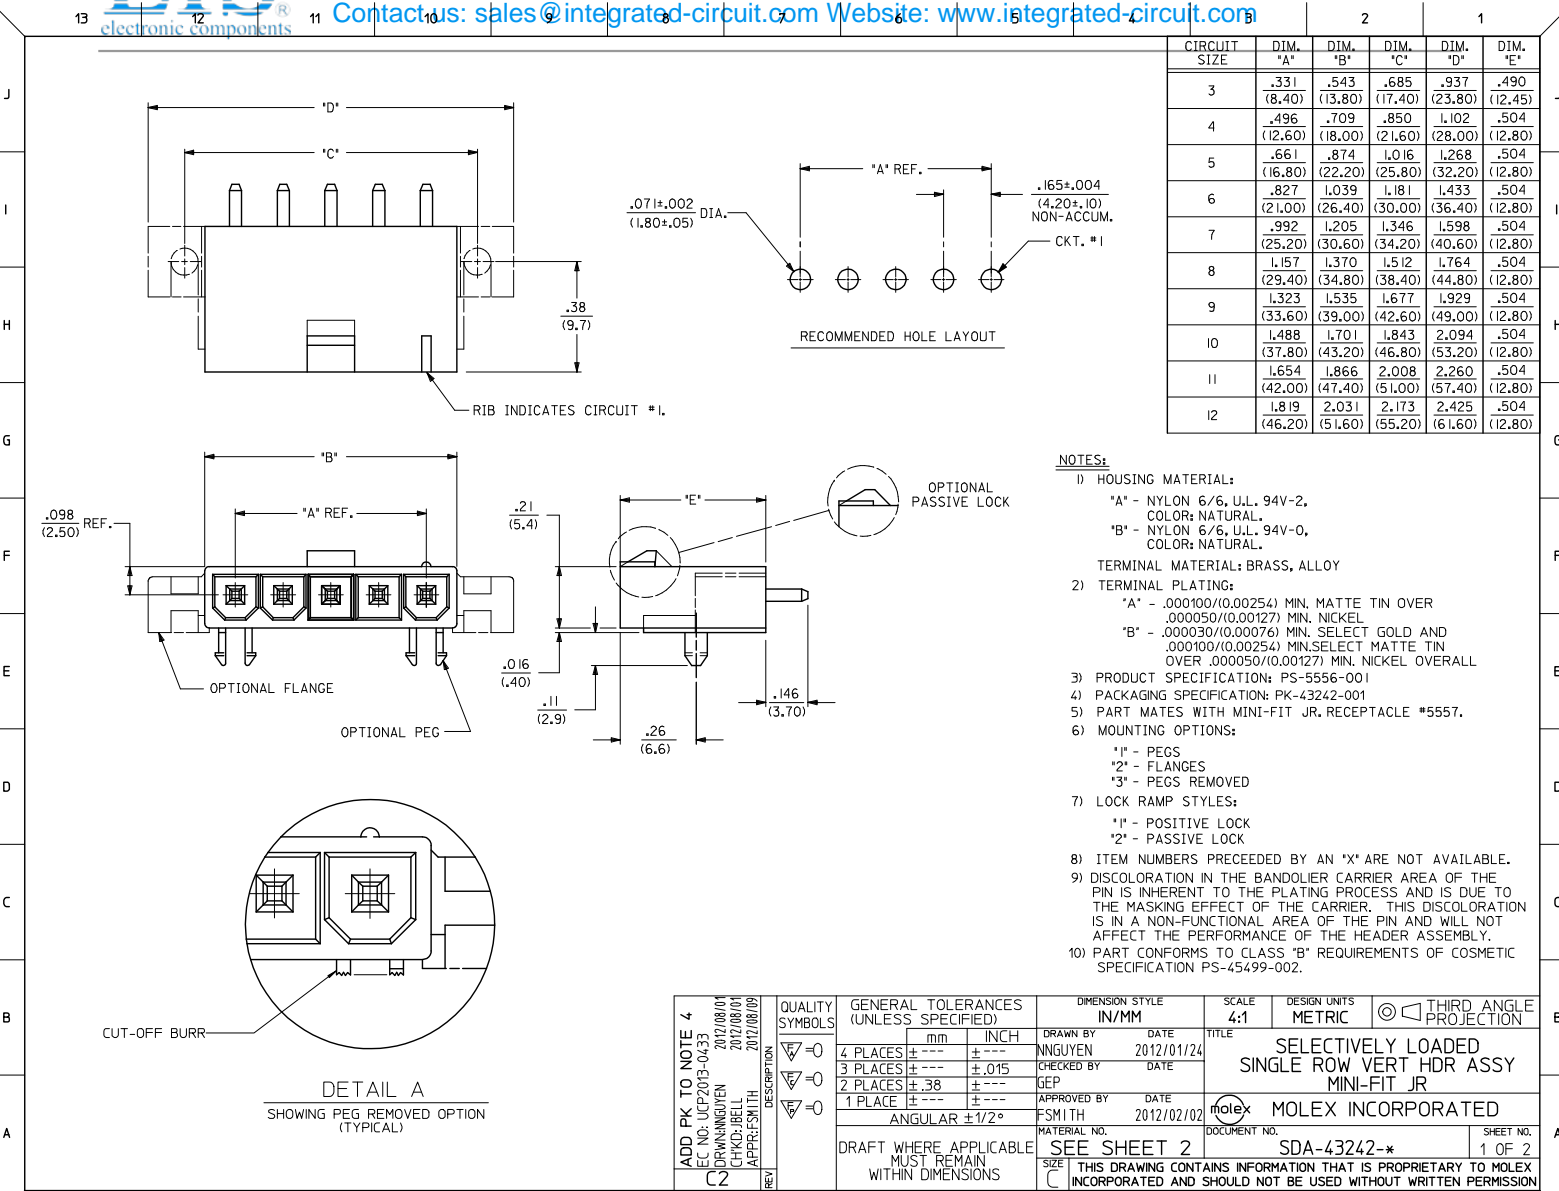 Contact us: sales@integrated-circuit.com Website: www.integrated-circuit.com
electronic components
®
13 12 11 10 9 8 7 6 5 4 3 2 1
J
I
H
G
F
E
D
C
B
A
CIRCUIT SIZE DIM. "A" DIM. "B" DIM. "C" DIM. "D" DIM. "E"
3 .331 (8.40) .543 (13.80) .685 (17.40) .937 (23.80) .490 (12.45)
4 .496 (12.60) .709 (18.00) .850 (21.60) 1.102 (28.00) .504 (12.80)
5 .661 (16.80) .874 (22.20) 1.016 (25.80) 1.268 (32.20) .504 (12.80)
6 .827 (21.00) 1.039 (26.40) 1.181 (30.00) 1.433 (36.40) .504 (12.80)
7 .992 (25.20) 1.205 (30.60) 1.346 (34.20) 1.598 (40.60) .504 (12.80)
8 1.157 (29.40) 1.370 (34.80) 1.512 (38.40) 1.764 (44.80) .504 (12.80)
9 1.323 (33.60) 1.535 (39.00) 1.677 (42.60) 1.929 (49.00) .504 (12.80)
10 1.488 (37.80) 1.701 (43.20) 1.843 (46.80) 2.094 (53.20) .504 (12.80)
11 1.654 (42.00) 1.866 (47.40) 2.008 (51.00) 2.260 (57.40) .504 (12.80)
12 1.819 (46.20) 2.031 (51.60) 2.173 (55.20) 2.425 (61.60) .504 (12.80)
"D"
"C"
.38
(9.7)
RIB INDICATES CIRCUIT #1.
"A" REF.
.071±.002
(1.80±.05)
DIA.
.165±.004
(4.20±.10)
NON-ACCUM.
CKT. #1
RECOMMENDED HOLE LAYOUT
"B"
"A" REF.
.098
(2.50)
REF.
OPTIONAL FLANGE
OPTIONAL PEG
"E"
OPTIONAL
PASSIVE LOCK
.21
(5.4)
.016
(.40)
.11
(2.9)
.26
(6.6)
.146
(3.70)
NOTES:
1) HOUSING MATERIAL:
"A" - NYLON 6/6, U.L. 94V-2,
COLOR: NATURAL.
"B" - NYLON 6/6, U.L. 94V-0,
COLOR: NATURAL.
TERMINAL MATERIAL: BRASS, ALLOY
2) TERMINAL PLATING:
"A" - .000100/(0.00254) MIN. MATTE TIN OVER
.000050/(0.00127) MIN. NICKEL
"B" - .000030/(0.00076) MIN. SELECT GOLD AND
.000100/(0.00254) MIN.SELECT MATTE TIN
OVER .000050/(0.00127) MIN. NICKEL OVERALL
3) PRODUCT SPECIFICATION: PS-5556-001
4) PACKAGING SPECIFICATION: PK-43242-001
5) PART MATES WITH MINI-FIT JR. RECEPTACLE #5557.
6) MOUNTING OPTIONS:
"1" - PEGS
"2" - FLANGES
"3" - PEGS REMOVED
7) LOCK RAMP STYLES:
"1" - POSITIVE LOCK
"2" - PASSIVE LOCK
8) ITEM NUMBERS PRECEEDED BY AN "X" ARE NOT AVAILABLE.
9) DISCOLORATION IN THE BANDOLIER CARRIER AREA OF THE
PIN IS INHERENT TO THE PLATING PROCESS AND IS DUE TO
THE MASKING EFFECT OF THE CARRIER. THIS DISCOLORATION
IS IN A NON-FUNCTIONAL AREA OF THE PIN AND WILL NOT
AFFECT THE PERFORMANCE OF THE HEADER ASSEMBLY.
10) PART CONFORMS TO CLASS "B" REQUIREMENTS OF COSMETIC
SPECIFICATION PS-45499-002.
CUT-OFF BURR
DETAIL A
SHOWING PEG REMOVED OPTION
(TYPICAL)
ADD PK TO NOTE 4
EC NO: UCP2013-0433
DRWN:NNGUYEN 2012/08/01
CH'KD:JBELL 2012/08/01
APPR:FSMITH 2012/08/09
C2
REV
DESCRIPTION
QUALITY SYMBOLS
=0
=0
=0
GENERAL TOLERANCES
(UNLESS SPECIFIED)
mm INCH
4 PLACES ±--- ±---
3 PLACES ±--- ±.015
2 PLACES ±.38 ±---
1 PLACE ±--- ±---
ANGULAR ±1/2°
DRAFT WHERE APPLICABLE
MUST REMAIN
WITHIN DIMENSIONS
DIMENSION STYLE
IN/MM
SCALE
4:1
DESIGN UNITS
METRIC
THIRD ANGLE
PROJECTION
DRAWN BY DATE
NNGUYEN 2012/01/24
CHECKED BY DATE
GEP
APPROVED BY DATE
FSMITH 2012/02/02
TITLE
SELECTIVELY LOADED
SINGLE ROW VERT HDR ASSY
MINI-FIT JR
molex MOLEX INCORPORATED
MATERIAL NO.
SEE SHEET 2
DOCUMENT NO.
SDA-43242-*
SHEET NO.
1 OF 2
SIZE
C
THIS DRAWING CONTAINS INFORMATION THAT IS PROPRIETARY TO MOLEX
INCORPORATED AND SHOULD NOT BE USED WITHOUT WRITTEN PERMISSION